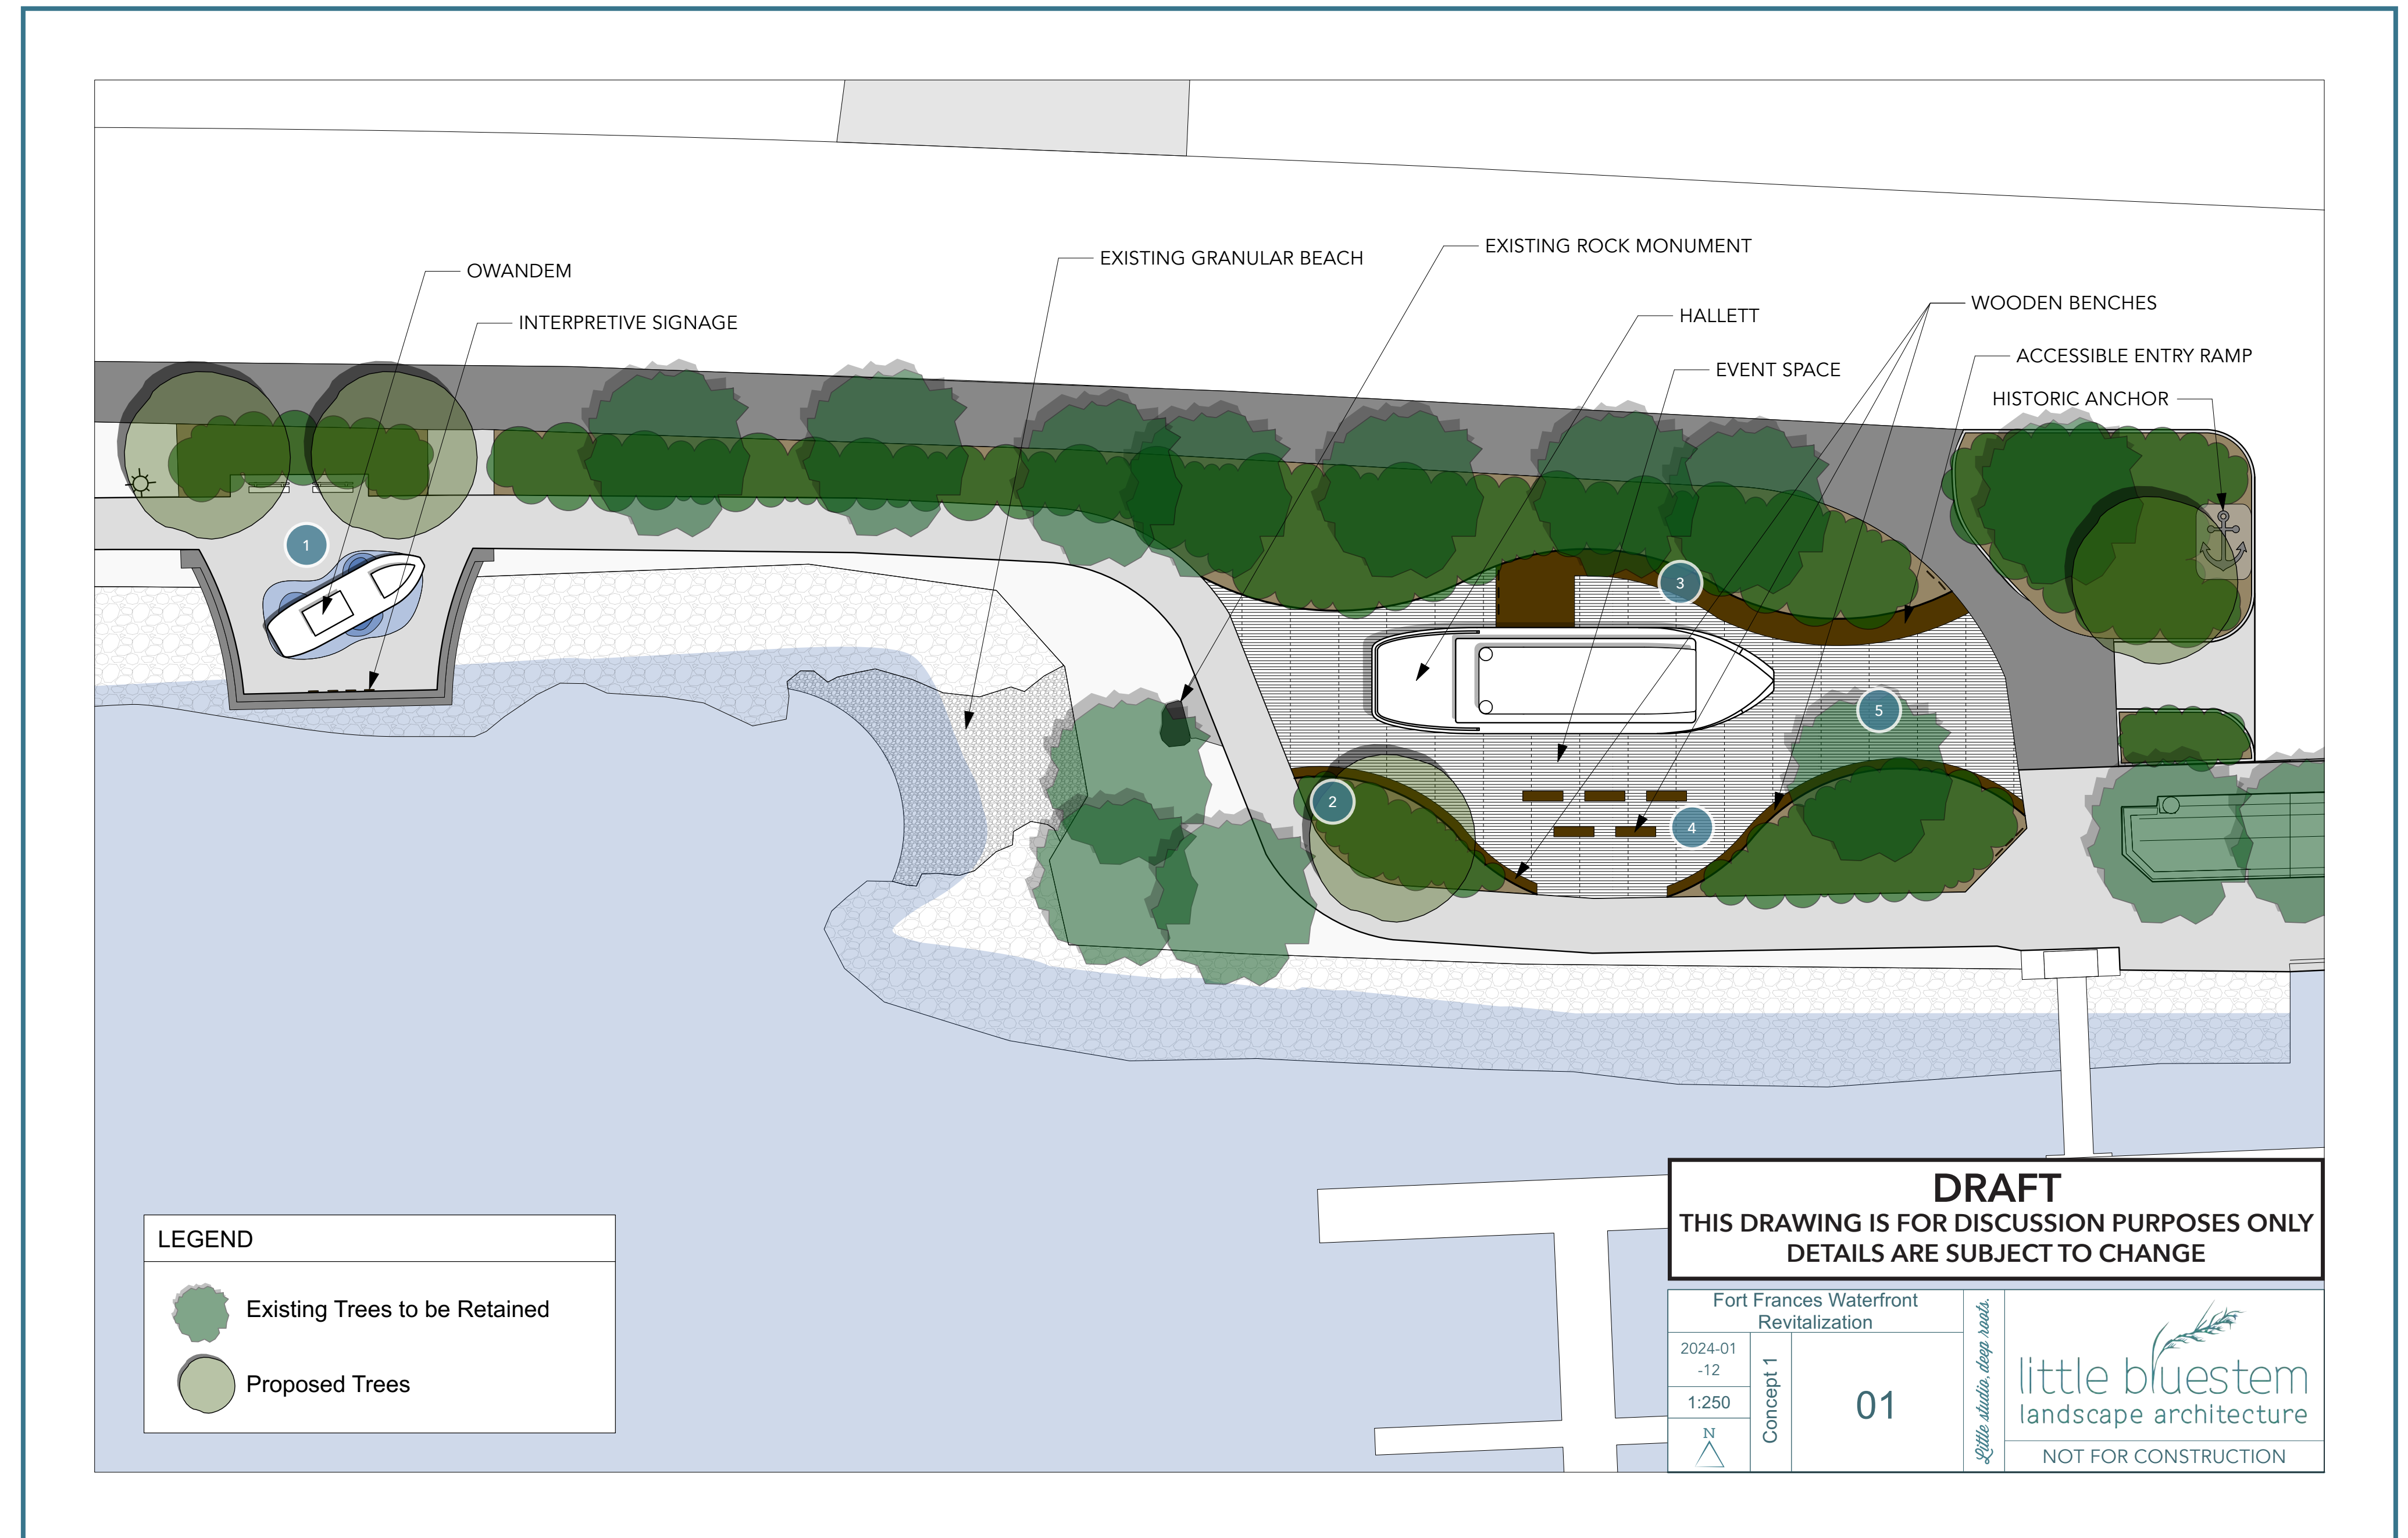 OWANDEM
INTERPRETIVE SIGNAGE
EXISTING GRANULAR BEACH
EXISTING ROCK MONUMENT
HALLETT
EVENT SPACE
WOODEN BENCHES
ACCESSIBLE ENTRY RAMP
HISTORIC ANCHOR
1
2
3
4
5
LEGEND
Existing Trees to be Retained
Proposed Trees
DRAFT
THIS DRAWING IS FOR DISCUSSION PURPOSES ONLY
DETAILS ARE SUBJECT TO CHANGE
Fort Frances Waterfront
Revitalization
2024-01
-12
1:250
N
Concept 1
01
Little studio, deep roots.
little bluestem
landscape architecture
NOT FOR CONSTRUCTION